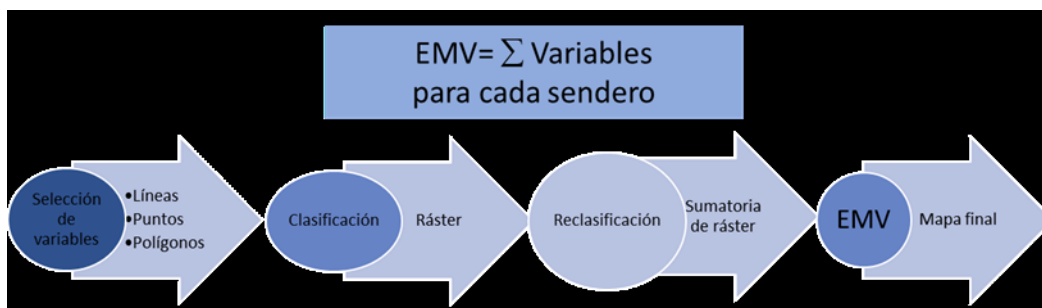 EMV= ∑ Variables
para cada sendero
Selección
de
variables
•Líneas
•Puntos
•Polígonos
Clasificación
Ráster
Reclasificación
Sumatoria
de ráster
EMV
Mapa final